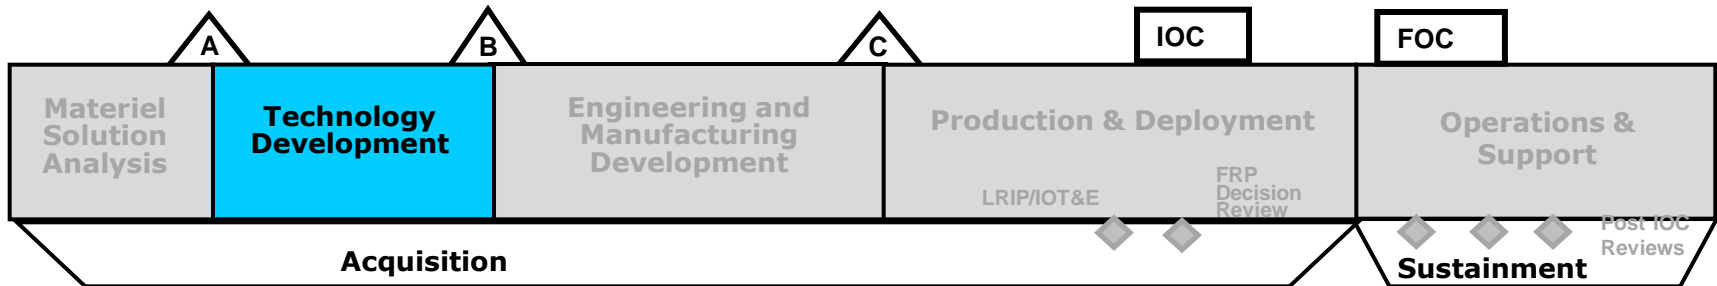 A
B
C
IOC
FOC
Materiel
Solution
Analysis
Technology
Development
Engineering and
Manufacturing
Development
Production & Deployment
LRIP/IOT&E
FRP
Decision
Review
Operations &
Support
Post IOC
Reviews
Acquisition
Sustainment